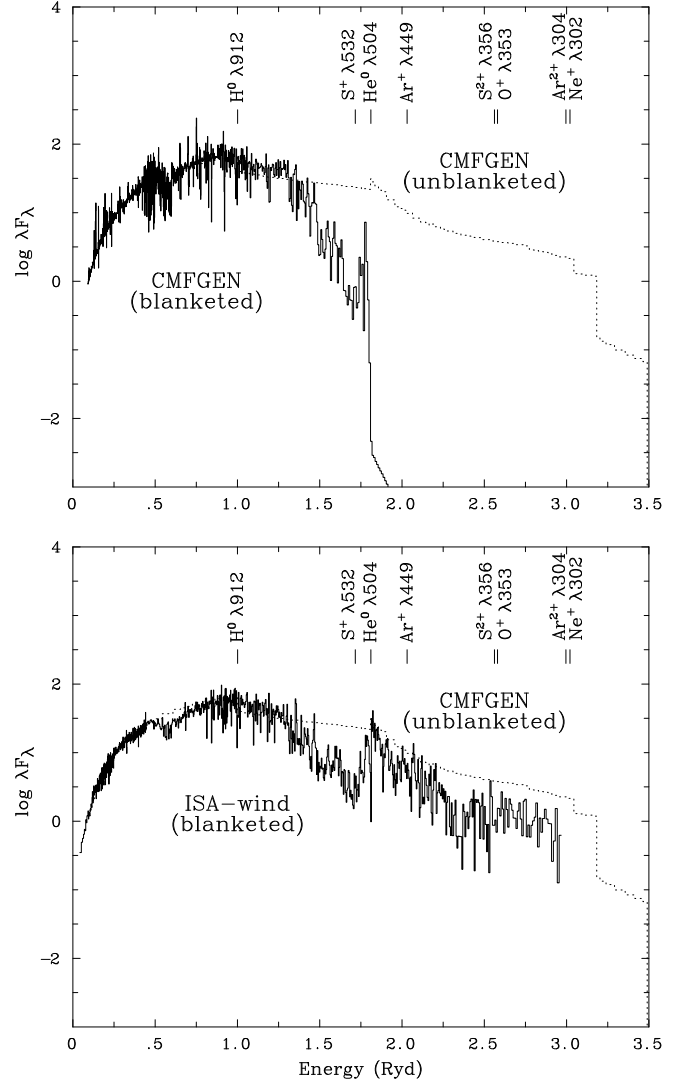 4
2
0
−2
log λFλ
H⁰ λ912
S⁺ λ532
He⁰ λ504
Ar⁺ λ449
S²⁺ λ356
O⁺ λ353
Ar²⁺ λ304
Ne⁺ λ302
CMFGEN
(unblanketed)
CMFGEN
(blanketed)
0 .5 1.0 1.5 2.0 2.5 3.0 3.5
4
2
0
−2
log λFλ
H⁰ λ912
S⁺ λ532
He⁰ λ504
Ar⁺ λ449
S²⁺ λ356
O⁺ λ353
Ar²⁺ λ304
Ne⁺ λ302
CMFGEN
(unblanketed)
ISA−wind
(blanketed)
0 .5 1.0 1.5 2.0 2.5 3.0 3.5
Energy (Ryd)